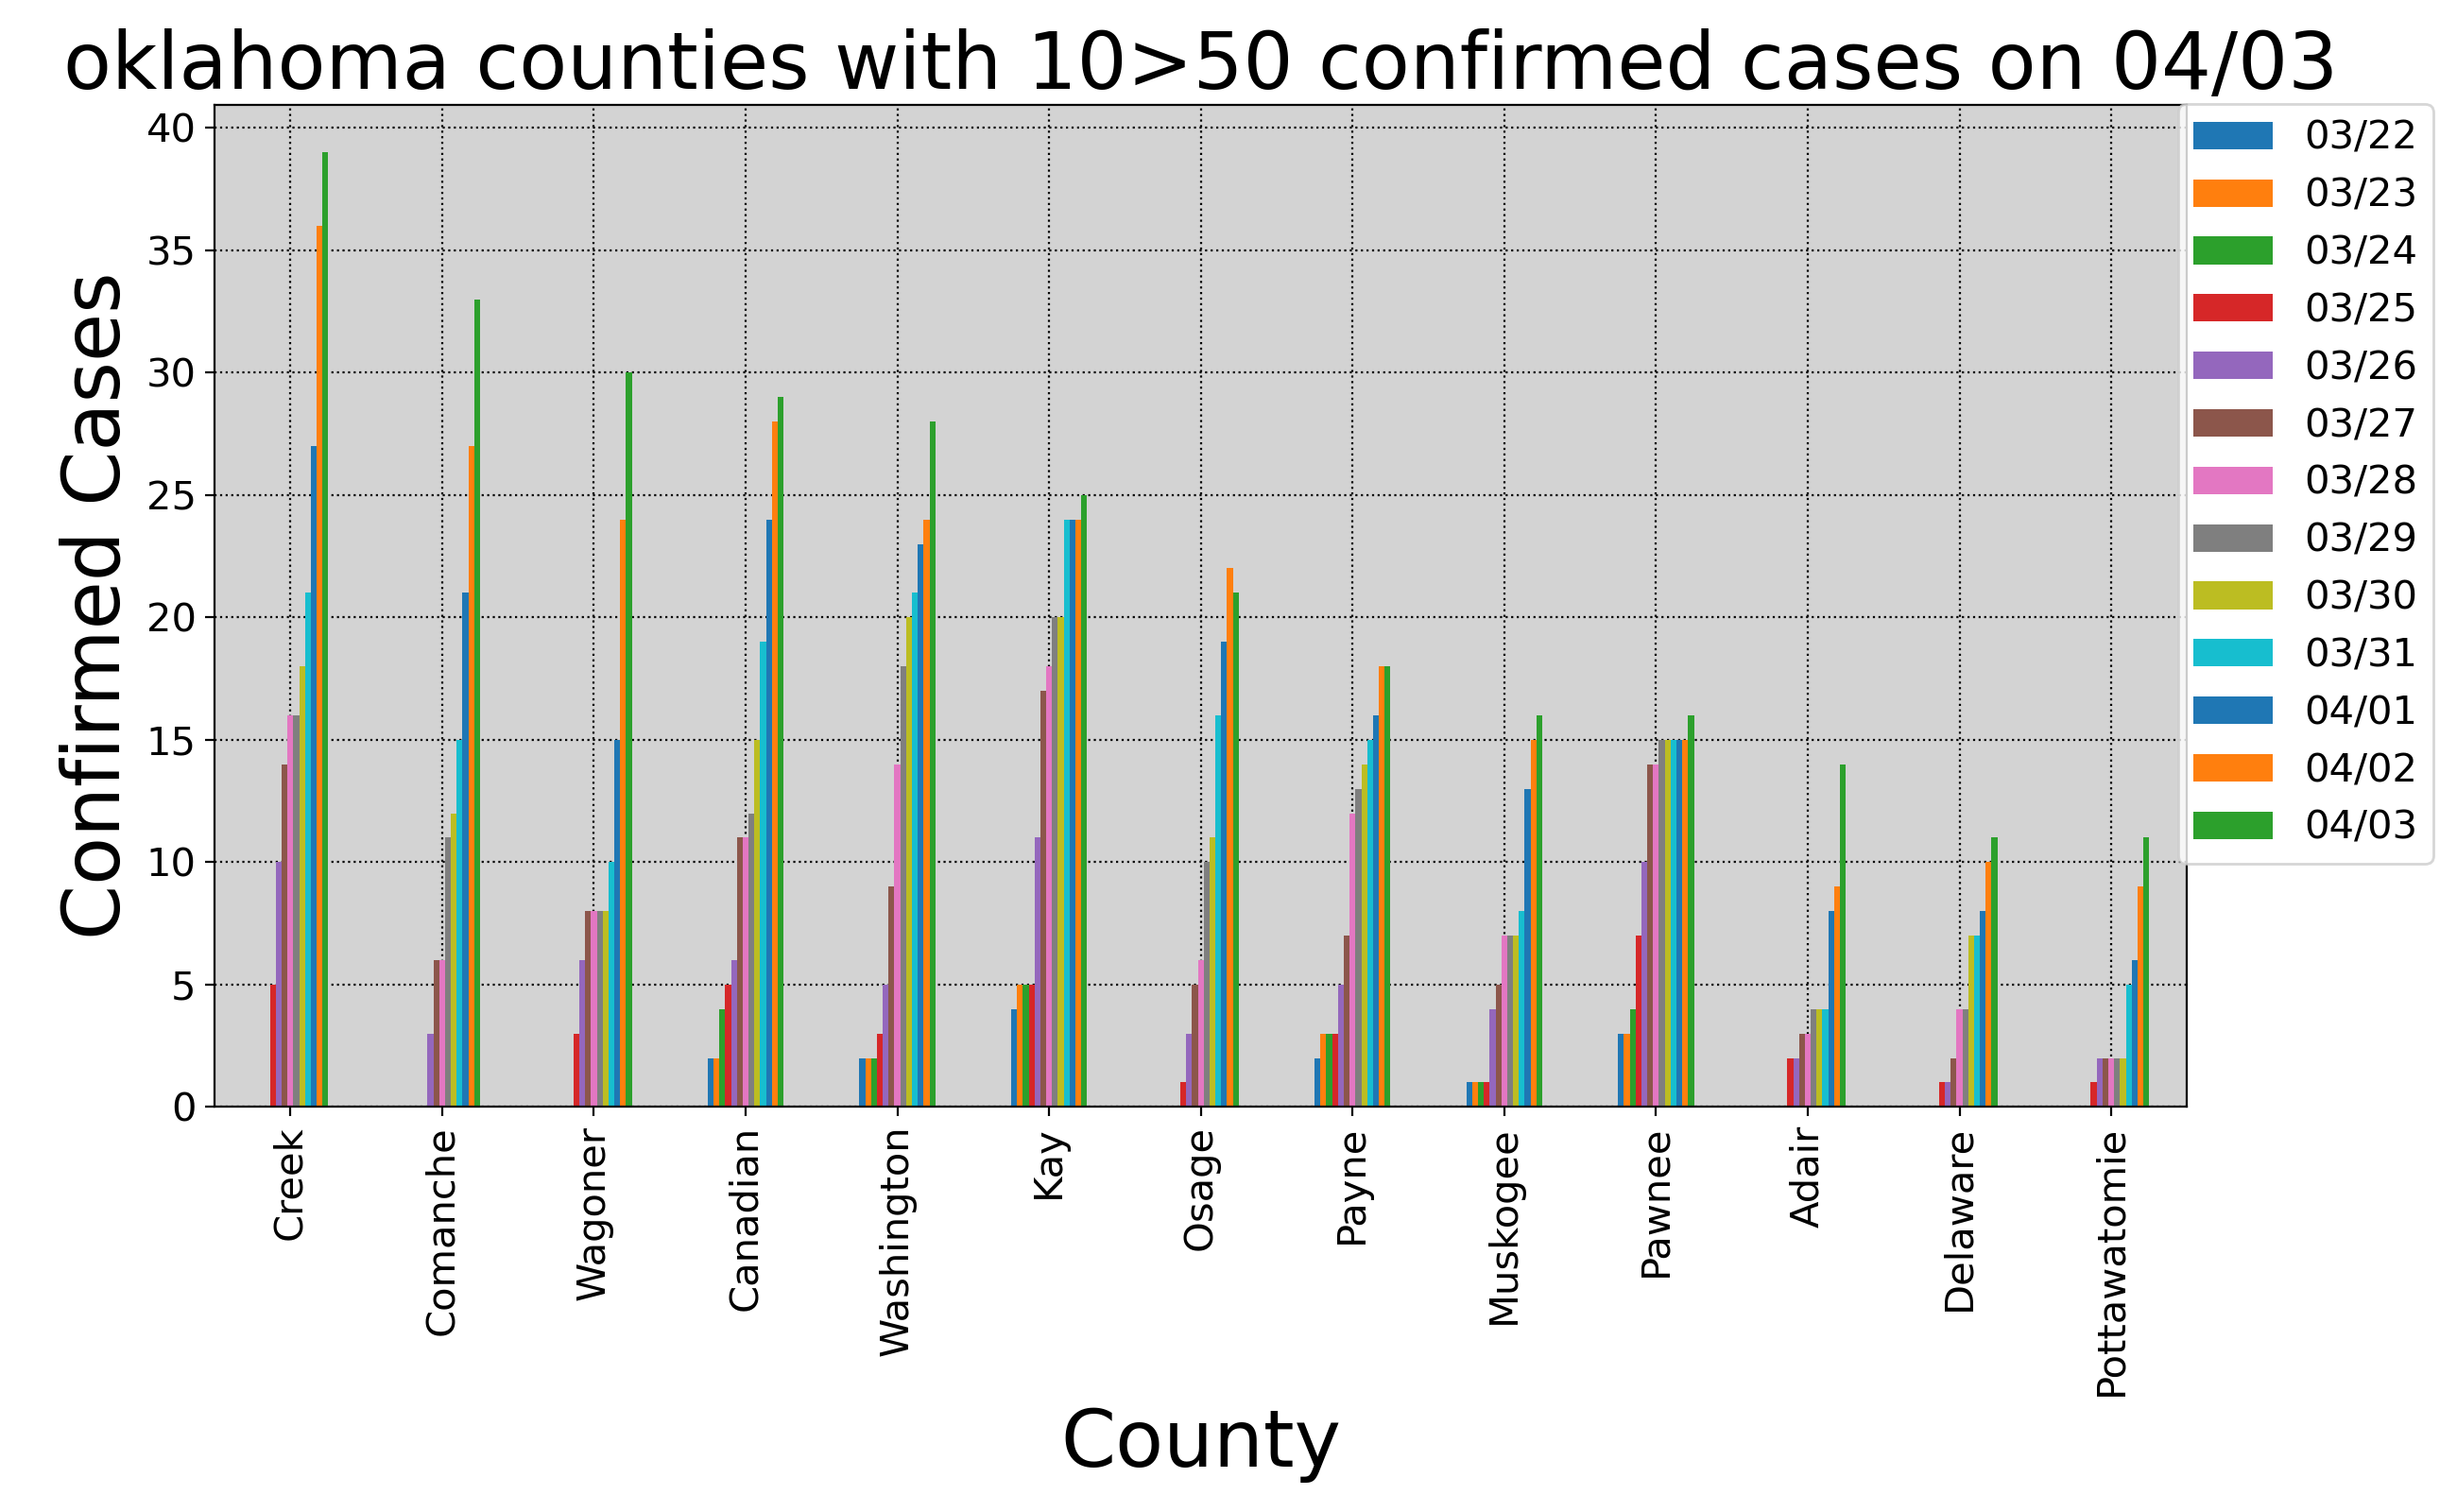 oklahoma counties with 10>50 confirmed cases on 04/03
Confirmed Cases
40
35
30
25
20
15
10
5
0
03/22
03/23
03/24
03/25
03/26
03/27
03/28
03/29
03/30
03/31
04/01
04/02
04/03
Creek
Comanche
Wagoner
Canadian
Washington
Kay
Osage
Payne
Muskogee
Pawnee
Adair
Delaware
Pottawatomie
County